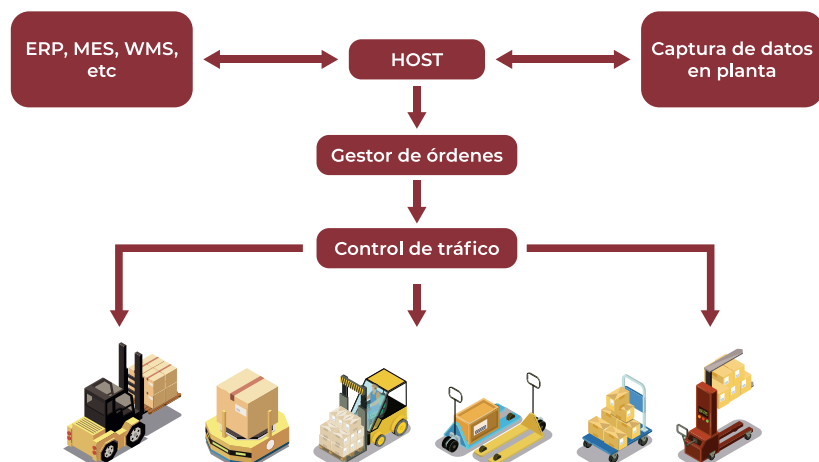 ERP, MES, WMS,
etc
HOST
Captura de datos
en planta
Gestor de órdenes
Control de tráfico